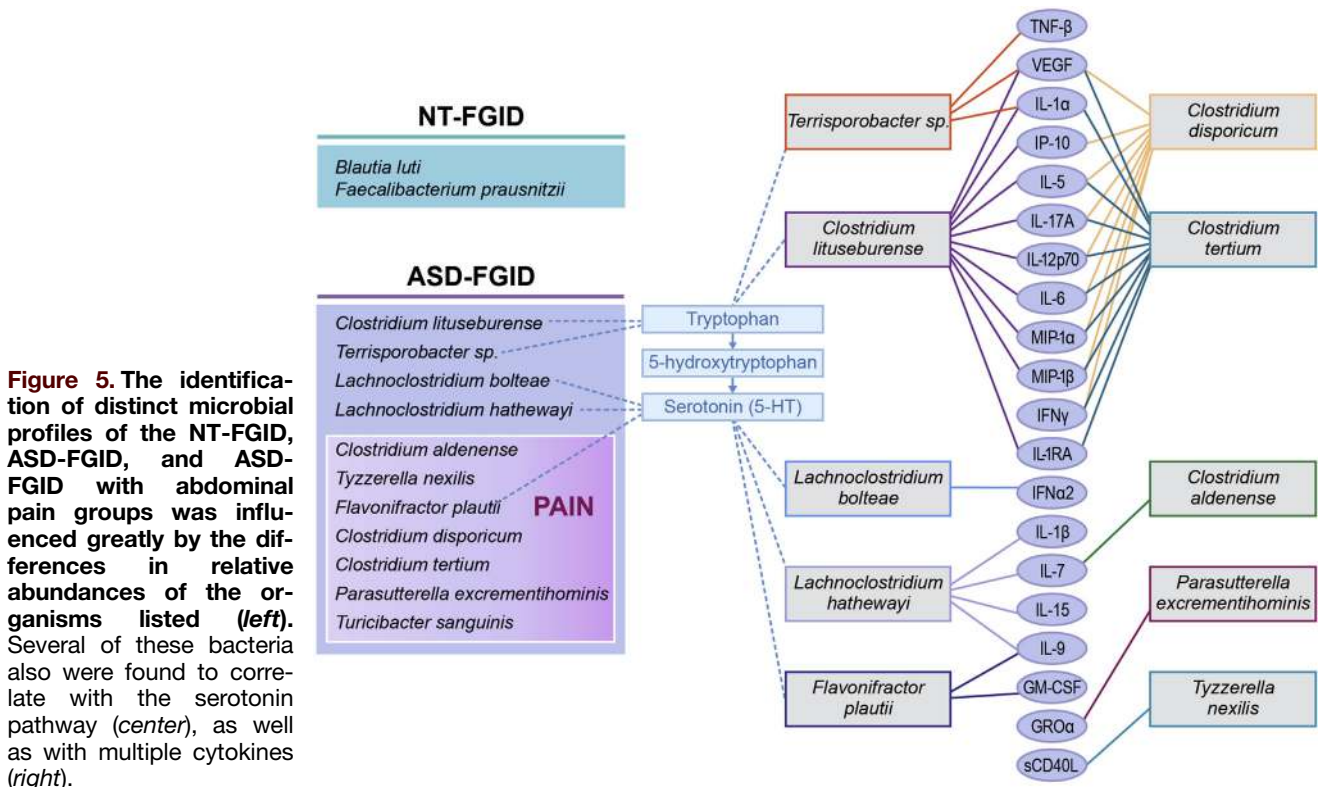 Figure 5. The identifica-
tion of distinct microbial
profiles of the NT-FGID,
ASD-FGID, and ASD-
FGID with abdominal
pain groups was influ-
enced greatly by the dif-
ferences in relative
abundances of the or-
ganisms listed (left).
Several of these bacteria
also were found to corre-
late with the serotonin
pathway (center), as well
as with multiple cytokines
(right).
NT-FGID
Blautia luti
Faecalibacterium prausnitzii
ASD-FGID
Clostridium lituseburense
Terrisporobacter sp.
Lachnoclostridium bolteae
Lachnoclostridium hathewayi
Clostridium aldenense
Tyzzerella nexilis
Flavonifractor plautii
PAIN
Clostridium disporicum
Clostridium tertium
Parasutterella excrementihominis
Turicibacter sanguinis
Tryptophan
5-hydroxytryptophan
Serotonin (5-HT)
Terrisporobacter sp.
Clostridium
lituseburense
Lachnoclostridium
bolteae
Lachnoclostridium
hathewayi
Flavonifractor
plautii
TNF-β
VEGF
IL-1α
IP-10
IL-5
IL-17A
IL-12p70
IL-6
MIP-1α
MIP-1β
IFNγ
IL-1RA
IFNα2
IL-1β
IL-7
IL-15
IL-9
GM-CSF
GROα
sCD40L
Clostridium
disporicum
Clostridium
tertium
Clostridium
aldenense
Parasutterella
excrementihominis
Tyzzerella
nexilis